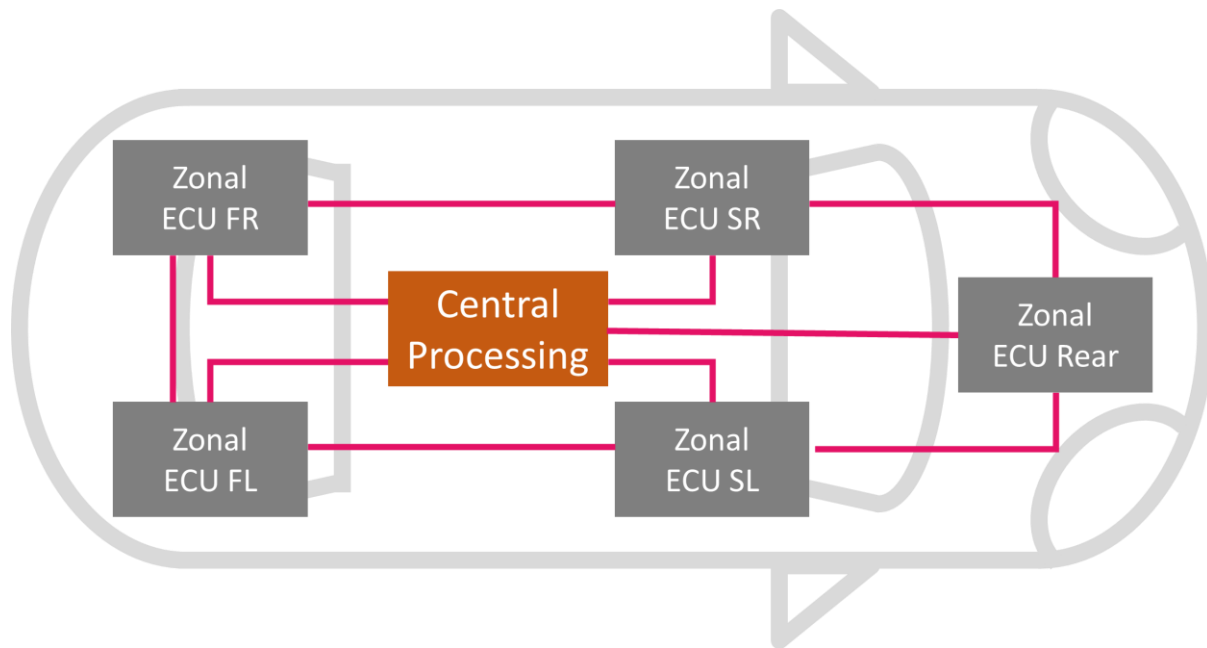 Zonal
ECU FR
Zonal
ECU SR
Central
Processing
Zonal
ECU Rear
Zonal
ECU FL
Zonal
ECU SL